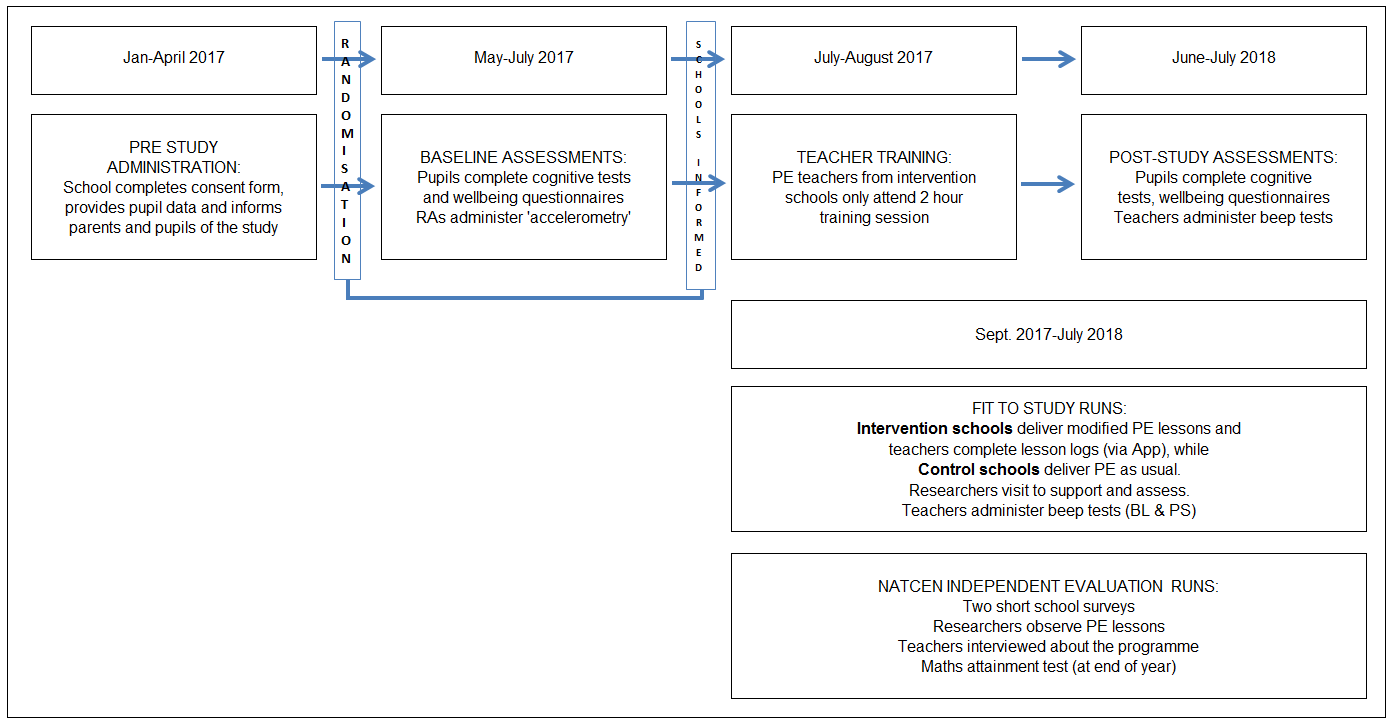 Jan-April 2017
RANDOMISATION
May-July 2017
SCHOOLS INFORMED
July-August 2017
June-July 2018
PRE STUDY
ADMINISTRATION:
School completes consent form,
provides pupil data and informs
parents and pupils of the study
BASELINE ASSESSMENTS:
Pupils complete cognitive tests
and wellbeing questionnaires
RAs administer 'accelerometry'
TEACHER TRAINING:
PE teachers from intervention
schools only attend 2 hour
training session
POST-STUDY ASSESSMENTS:
Pupils complete cognitive
tests, wellbeing questionnaires
Teachers administer beep tests
Sept. 2017-July 2018
FIT TO STUDY RUNS:
Intervention schools deliver modified PE lessons and
teachers complete lesson logs (via App), while
Control schools deliver PE as usual.
Researchers visit to support and assess.
Teachers administer beep tests (BL & PS)
NATCEN INDEPENDENT EVALUATION RUNS:
Two short school surveys
Researchers observe PE lessons
Teachers interviewed about the programme
Maths attainment test (at end of year)